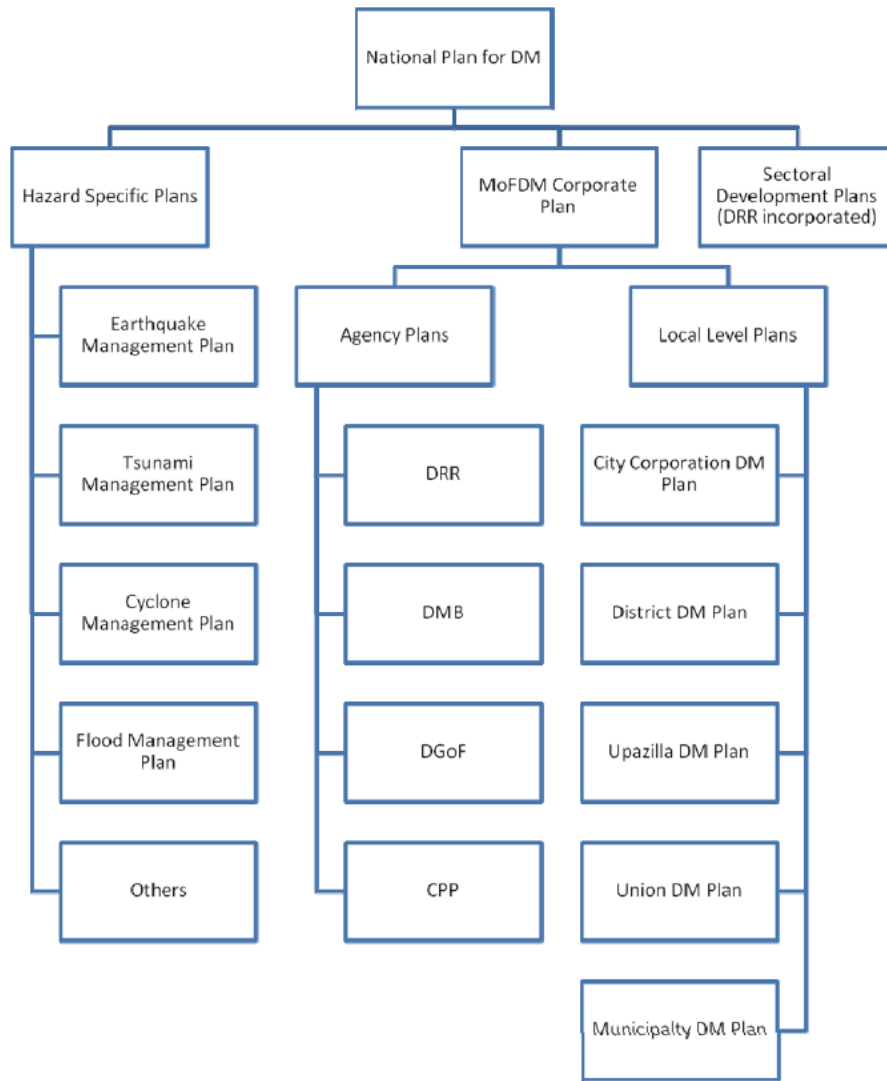 National Plan for DM
Hazard Specific Plans
MoFDM Corporate
Plan
Sectoral
Development Plans
(DRR incorporated)
Earthquake
Management Plan
Tsunami
Management Plan
Cyclone
Management Plan
Flood Management
Plan
Others
Agency Plans
DRR
DMB
DGoF
CPP
Local Level Plans
City Corporation DM
Plan
District DM Plan
Upazilla DM Plan
Union DM Plan
Municipalty DM Plan